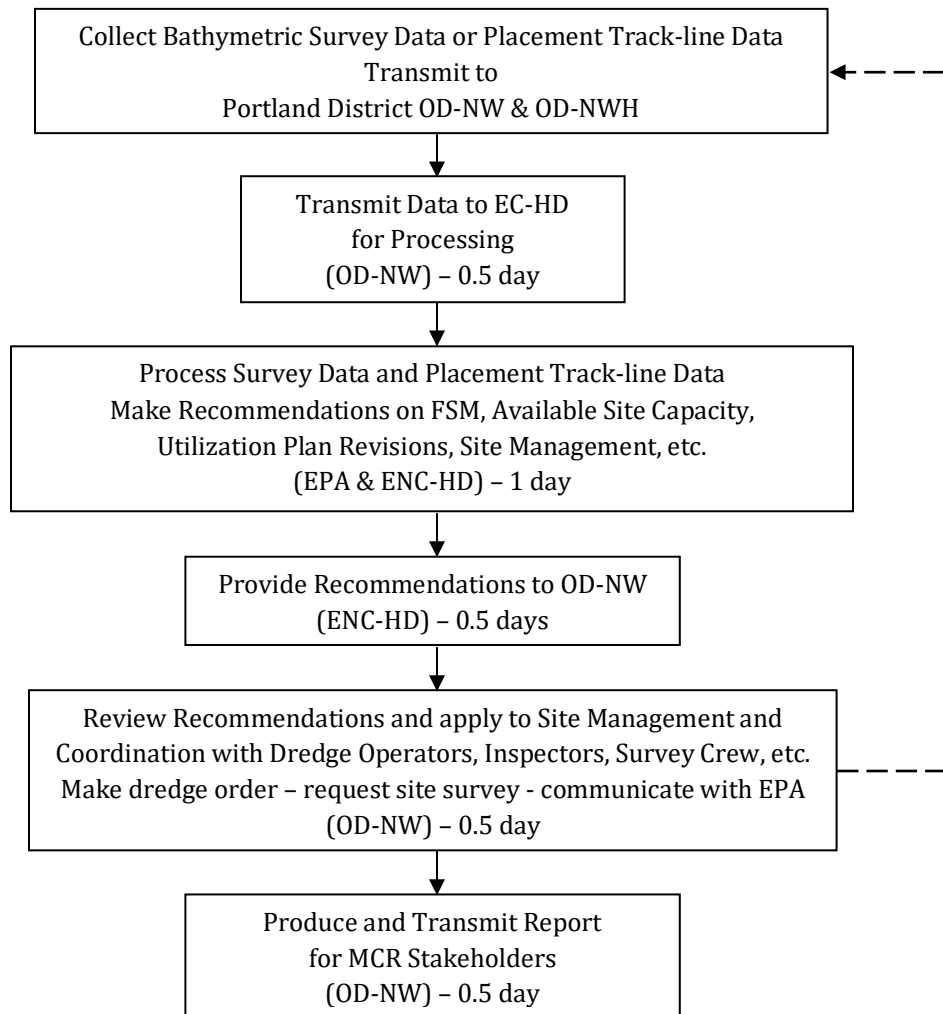 Collect Bathymetric Survey Data or Placement Track-line Data
Transmit to
Portland District OD-NW & OD-NWH
Transmit Data to EC-HD
for Processing
(OD-NW) – 0.5 day
Process Survey Data and Placement Track-line Data
Make Recommendations on FSM, Available Site Capacity,
Utilization Plan Revisions, Site Management, etc.
(EPA & ENC-HD) – 1 day
Provide Recommendations to OD-NW
(ENC-HD) – 0.5 days
Review Recommendations and apply to Site Management and
Coordination with Dredge Operators, Inspectors, Survey Crew, etc.
Make dredge order – request site survey - communicate with EPA
(OD-NW) – 0.5 day
Produce and Transmit Report
for MCR Stakeholders
(OD-NW) – 0.5 day